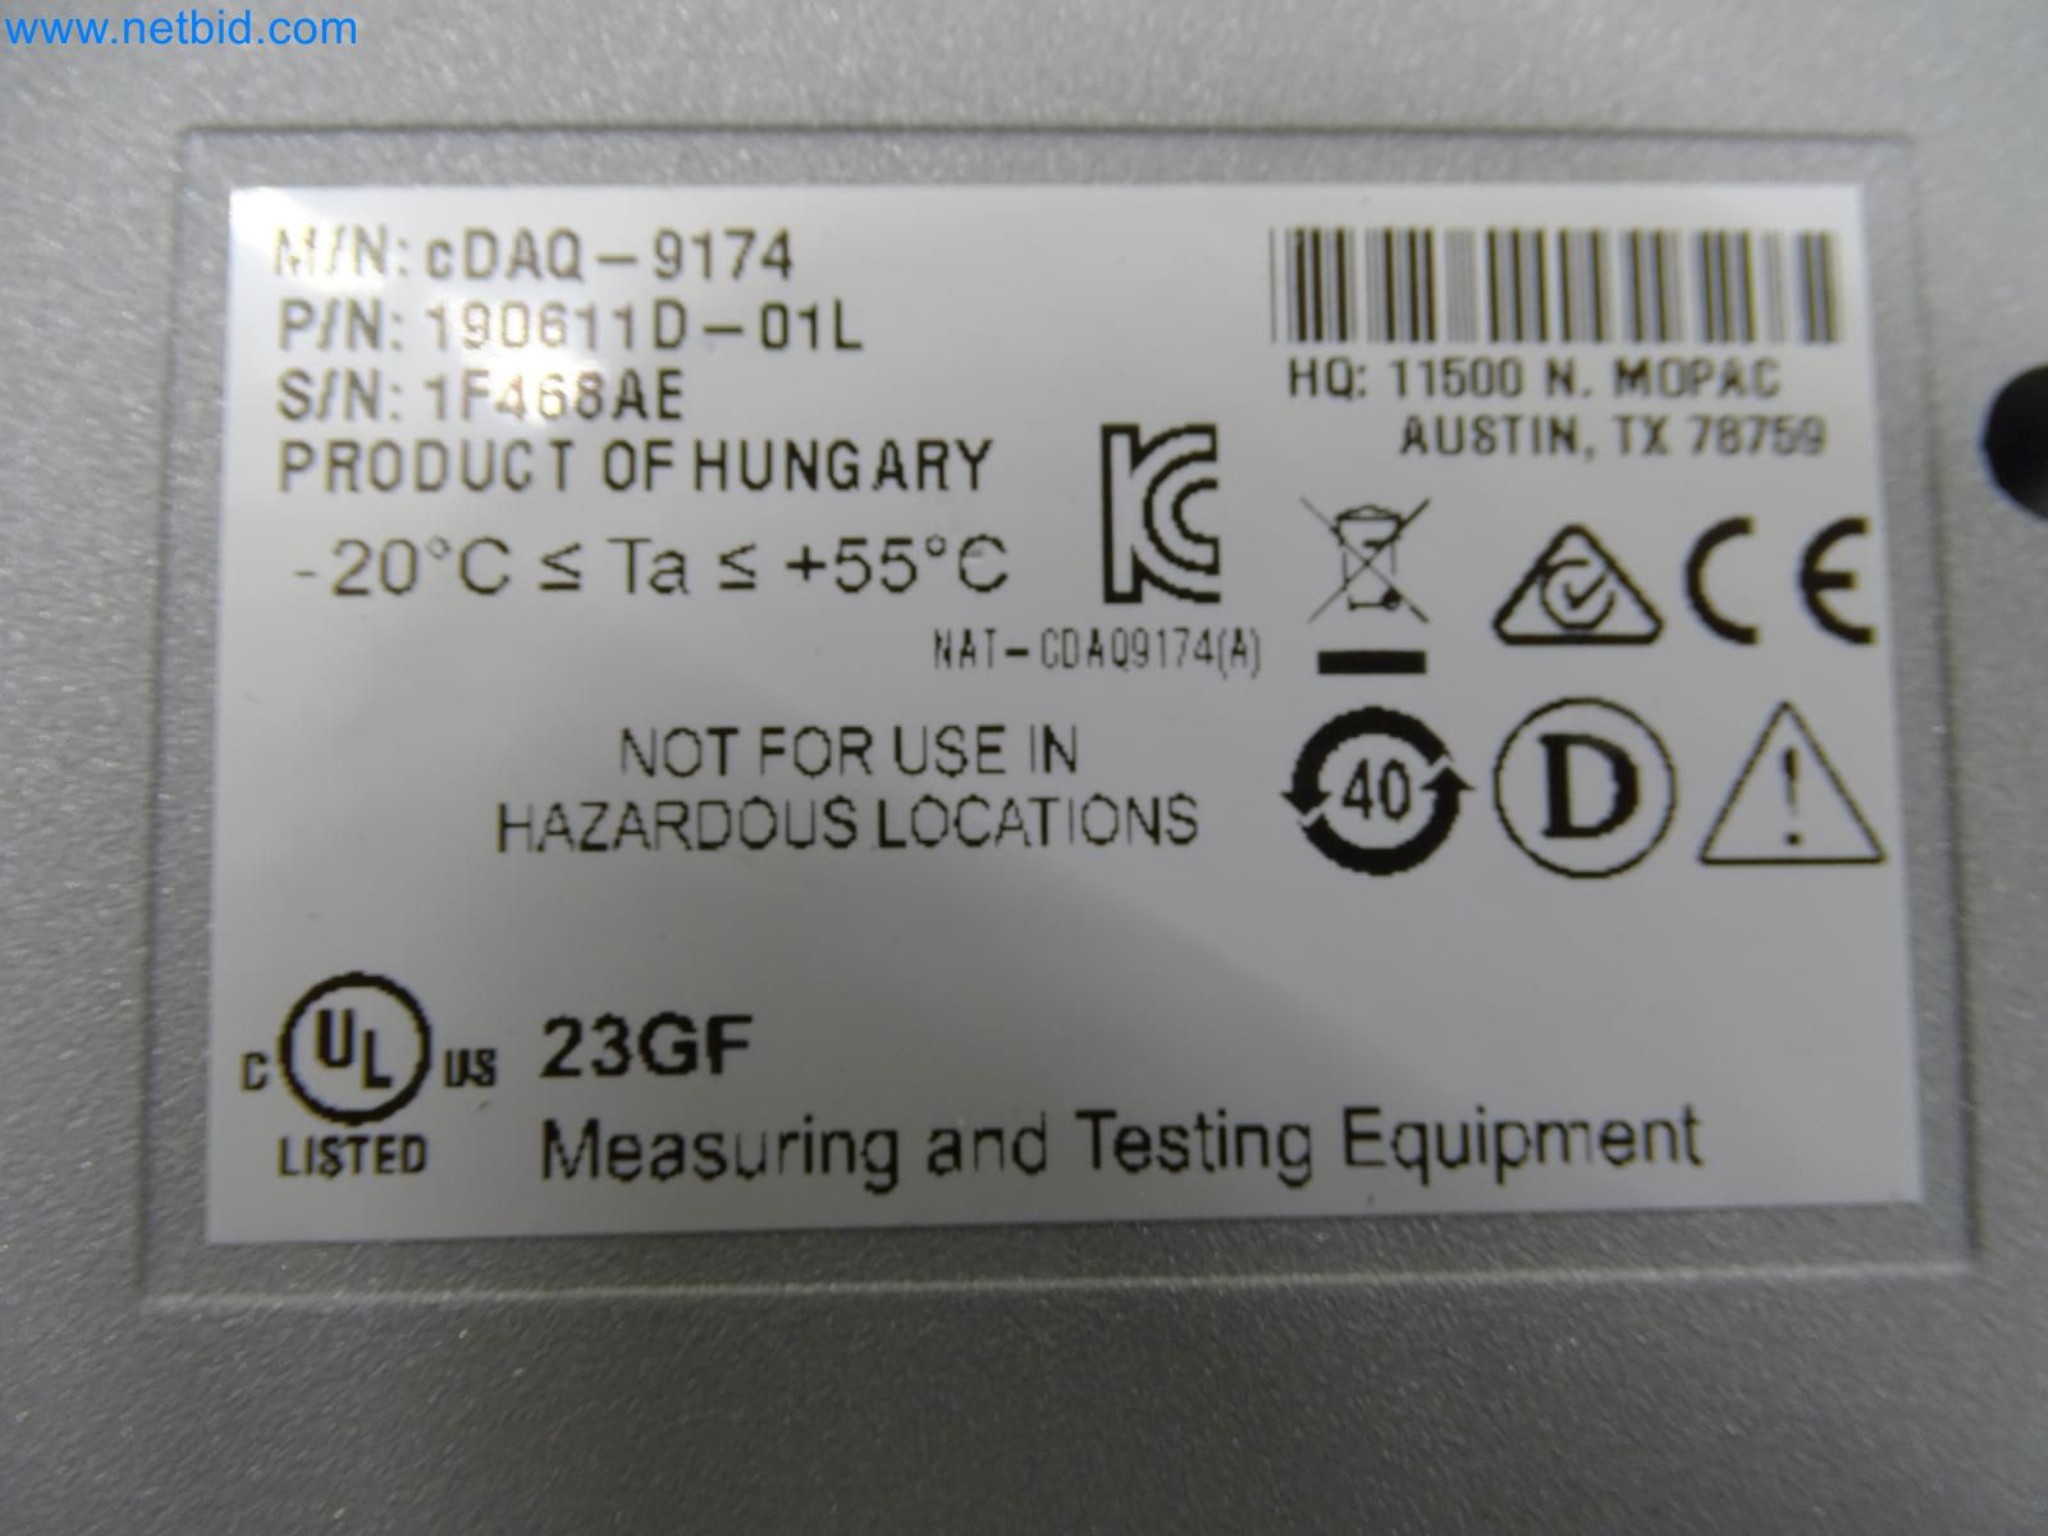 www.netbid.com
M/N: cDAQ-9174
P/N: 190611D-01L
S/N: 1F468AE
PRODUCT OF HUNGARY
HQ: 11500 N. MOPAC
AUSTIN, TX 78759
-20°C ≤ Ta ≤ +55°C
NAT-CDAQ9174(A)
CE
NOT FOR USE IN
HAZARDOUS LOCATIONS
40
D
!
C UL US
LISTED
23GF
Measuring and Testing Equipment